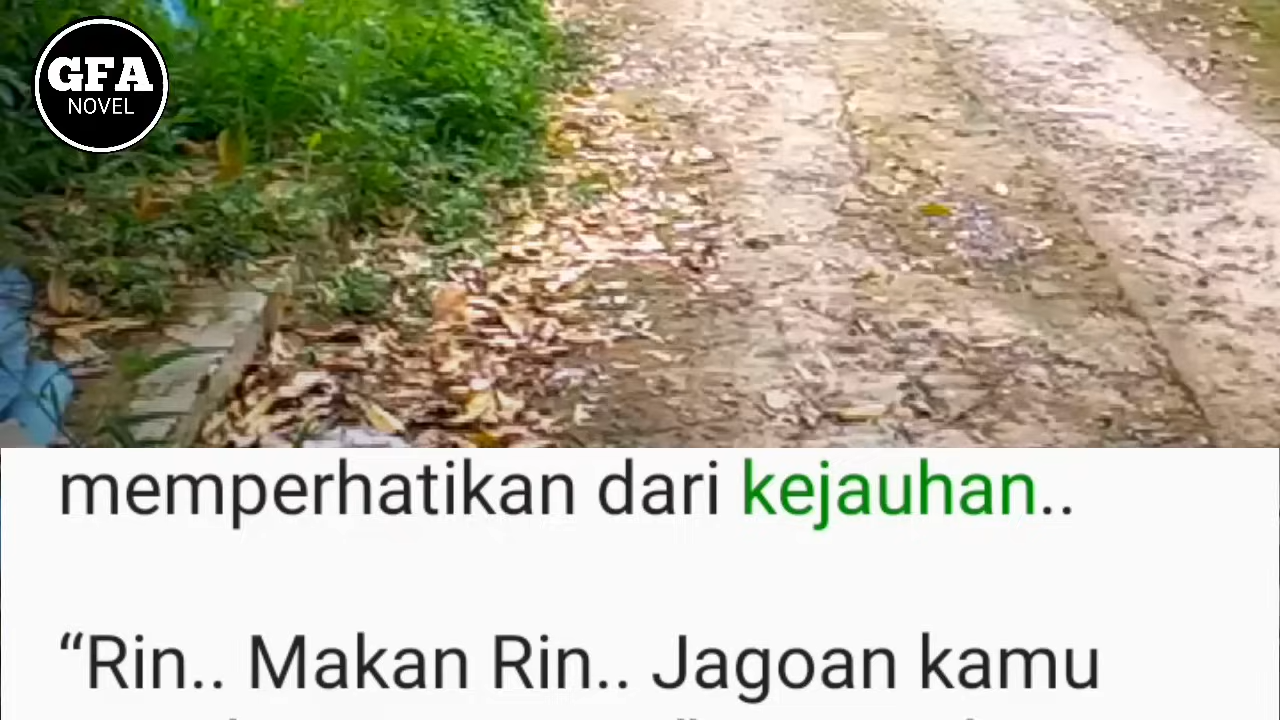 GFA
NOVEL
memperhatikan dari kejauhan..
“Rin.. Makan Rin.. Jagoan kamu